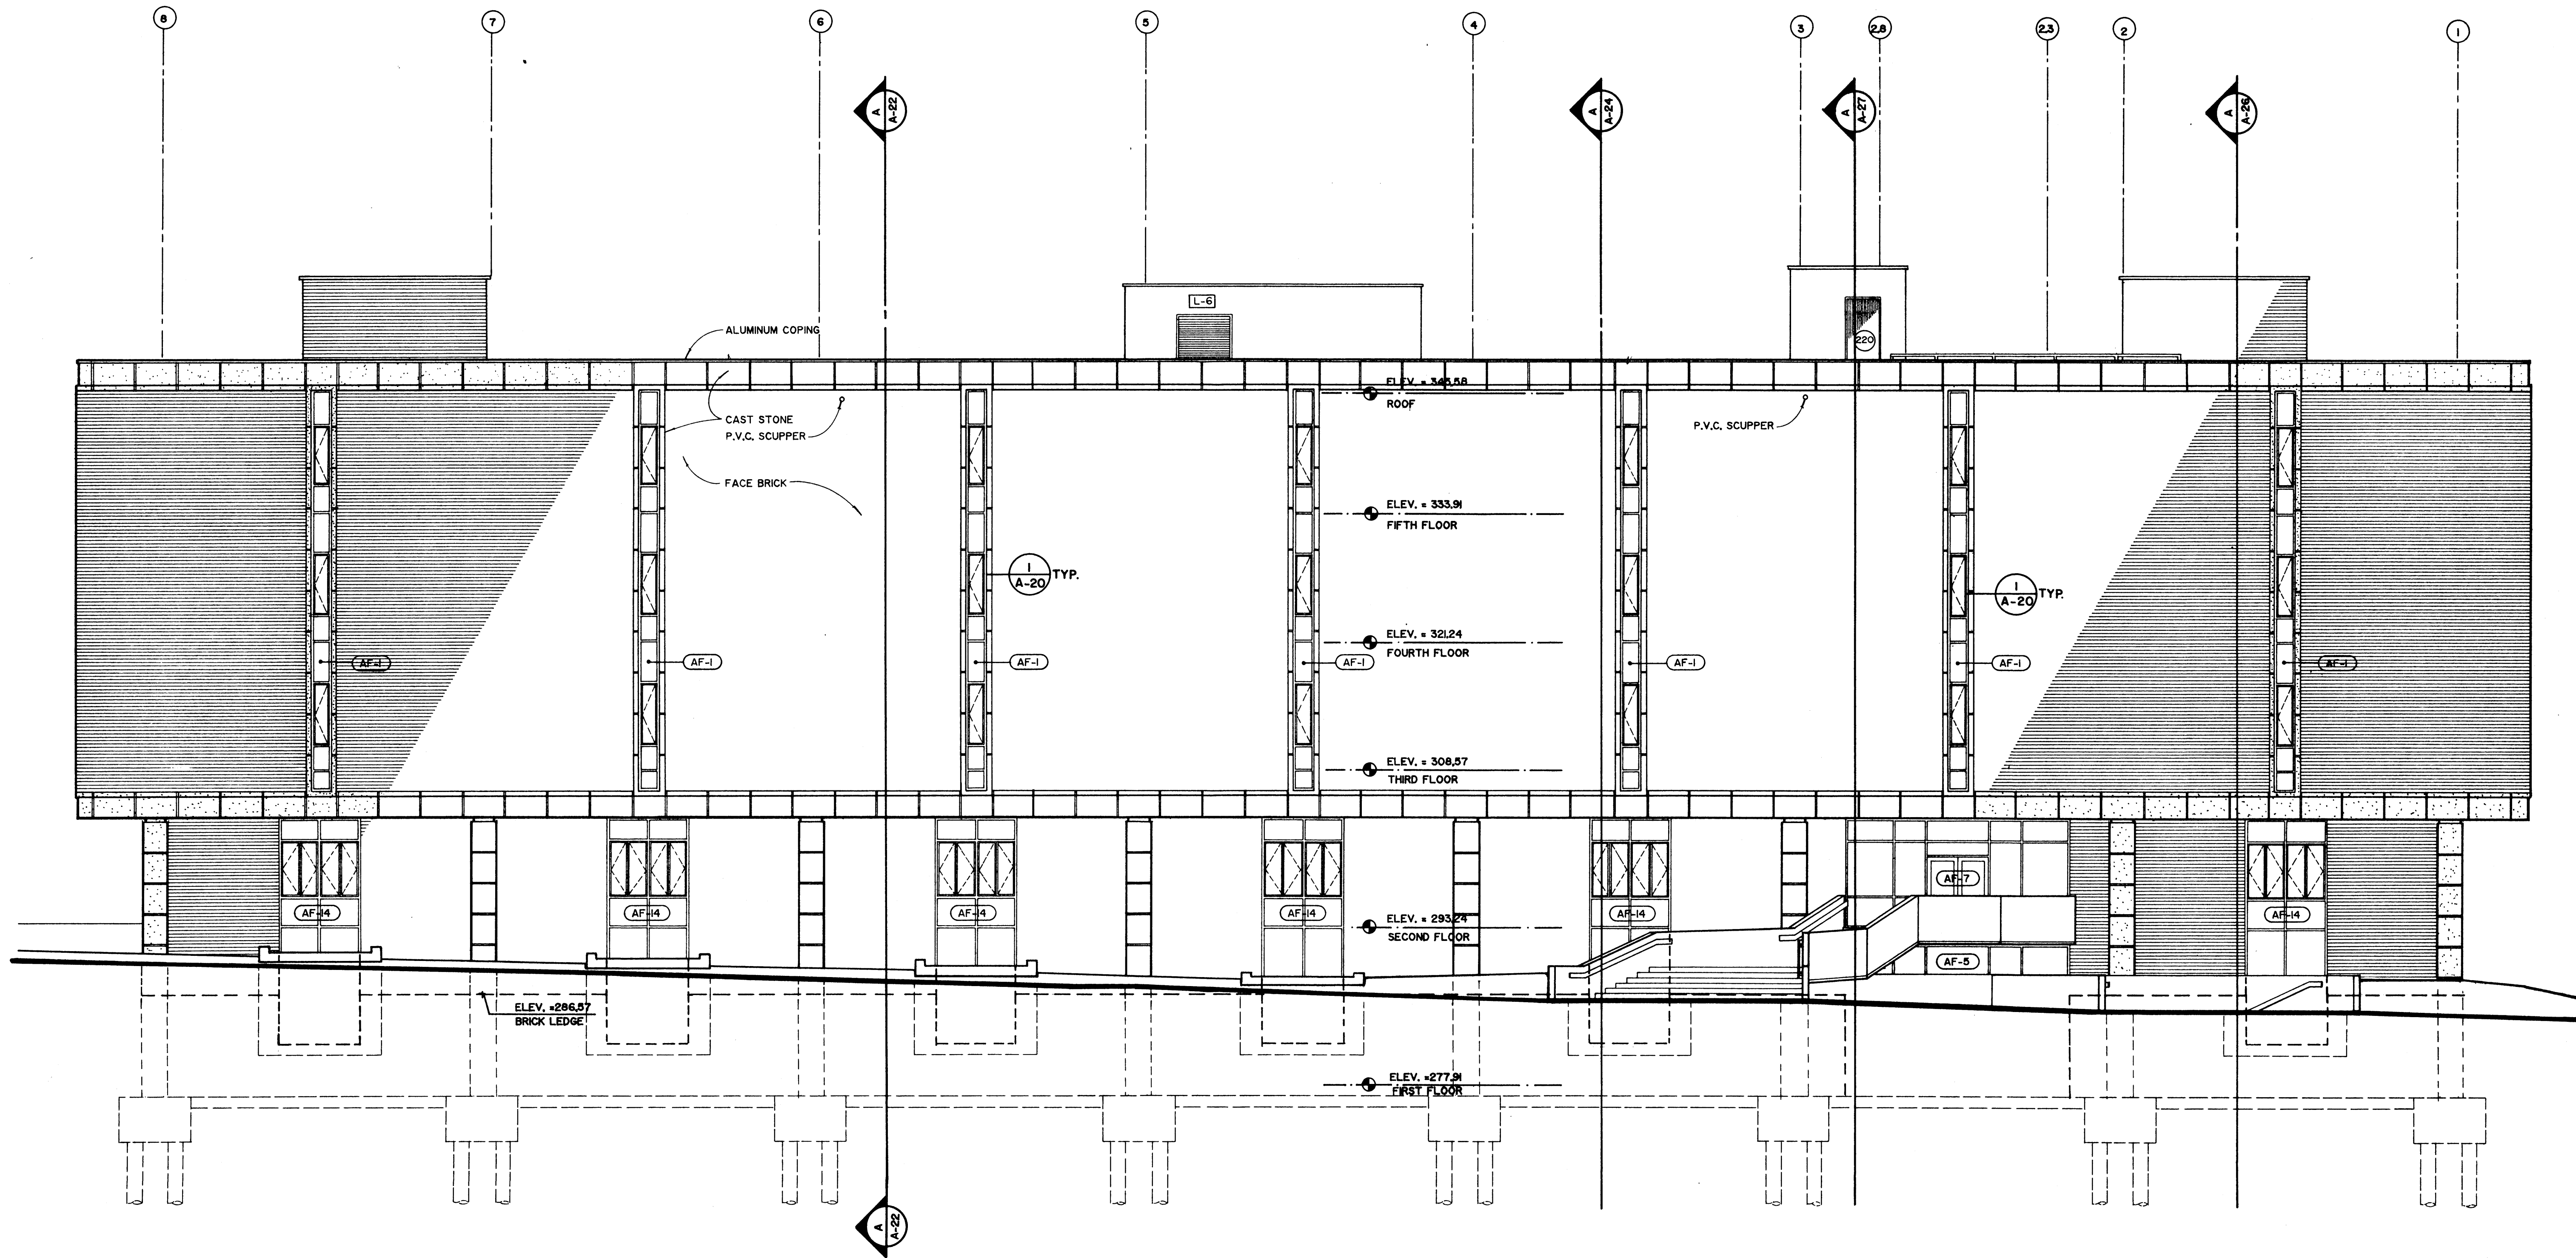 8
7
6
5
4
3
2.8
2.3
2
1
A
A-22
A
A-24
A
A-27
A
A-26
L-6
220
ALUMINUM COPING
CAST STONE
P.V.C. SCUPPER
FACE BRICK
ELEV. = 345.58
ROOF
P.V.C. SCUPPER
ELEV. = 333.91
FIFTH FLOOR
1
A-20
TYP.
1
A-20
TYP.
ELEV. = 321.24
FOURTH FLOOR
AF-1
AF-1
AF-1
AF-1
AF-1
AF-1
AF-1
ELEV. = 308.57
THIRD FLOOR
AF-7
AF-14
AF-14
AF-14
AF-14
AF-14
AF-14
ELEV. = 293.24
SECOND FLOOR
AF-5
ELEV. =286.57
BRICK LEDGE
ELEV. =277.91
FIRST FLOOR
A
A-22